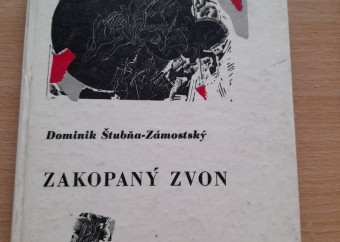 Dominik Štubňa-Zámostský
ZAKOPANÝ ZVON